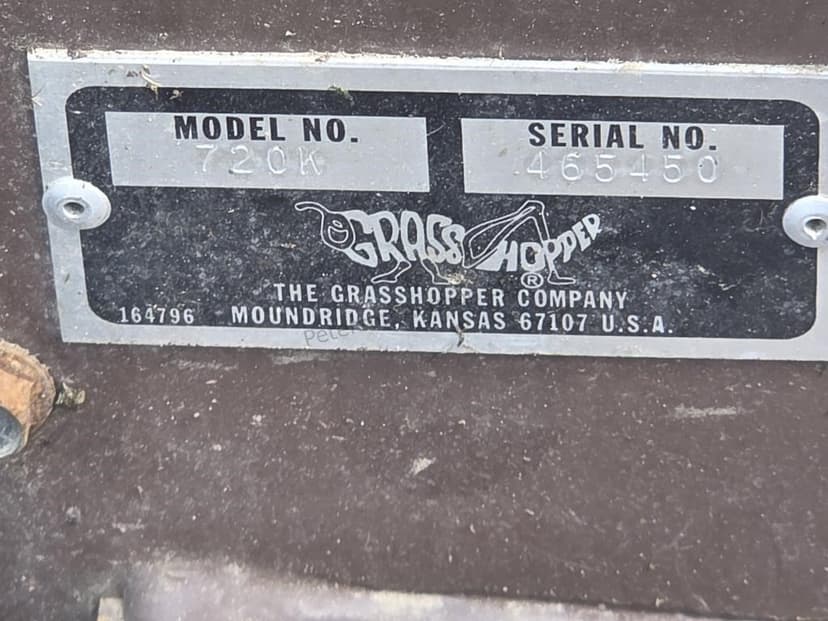 MODEL NO. SERIAL NO.
720K 465450
GRASSHOPPER ®
THE GRASSHOPPER COMPANY
164796 MOUNDRIDGE, KANSAS 67107 U.S.A.